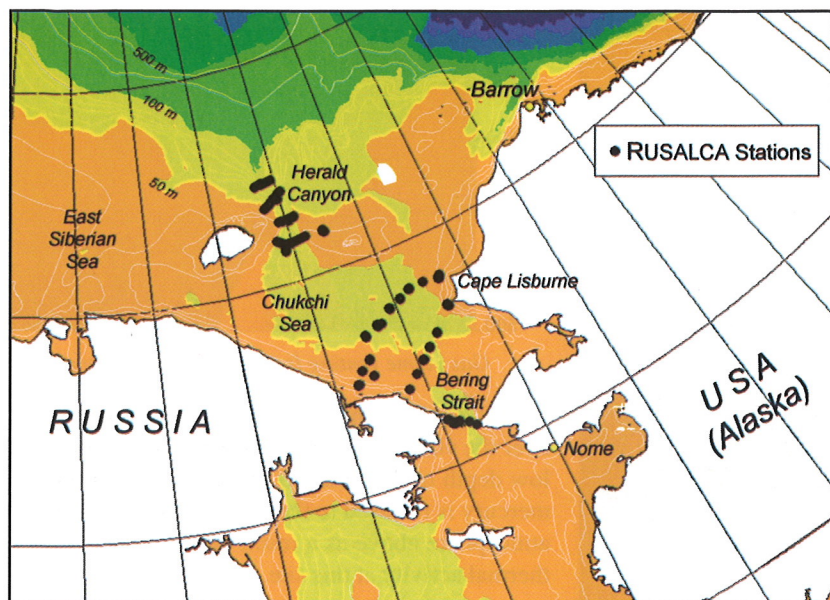 500 m
100 m
50 m
Barrow
RUSALCA Stations
Herald
Canyon
East
Siberian
Sea
Chukchi
Sea
Cape Lisburne
Bering
Strait
RUSSIA
USA
(Alaska)
Nome